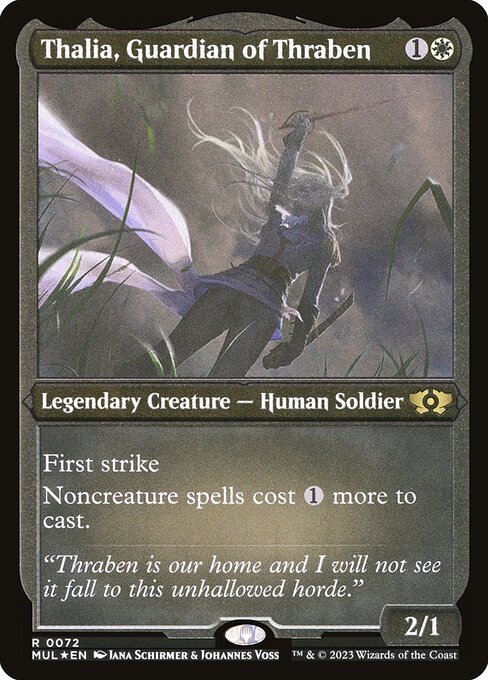 Thalia, Guardian of Thraben 1
Legendary Creature — Human Soldier
First strike
Noncreature spells cost 1 more to
cast.
“Thraben is our home and I will not see
it fall to this unhallowed horde.”
2/1
R 0072
MUL★EN Jana Schirmer & Johannes Voss ™ & © 2023 Wizards of the Coast